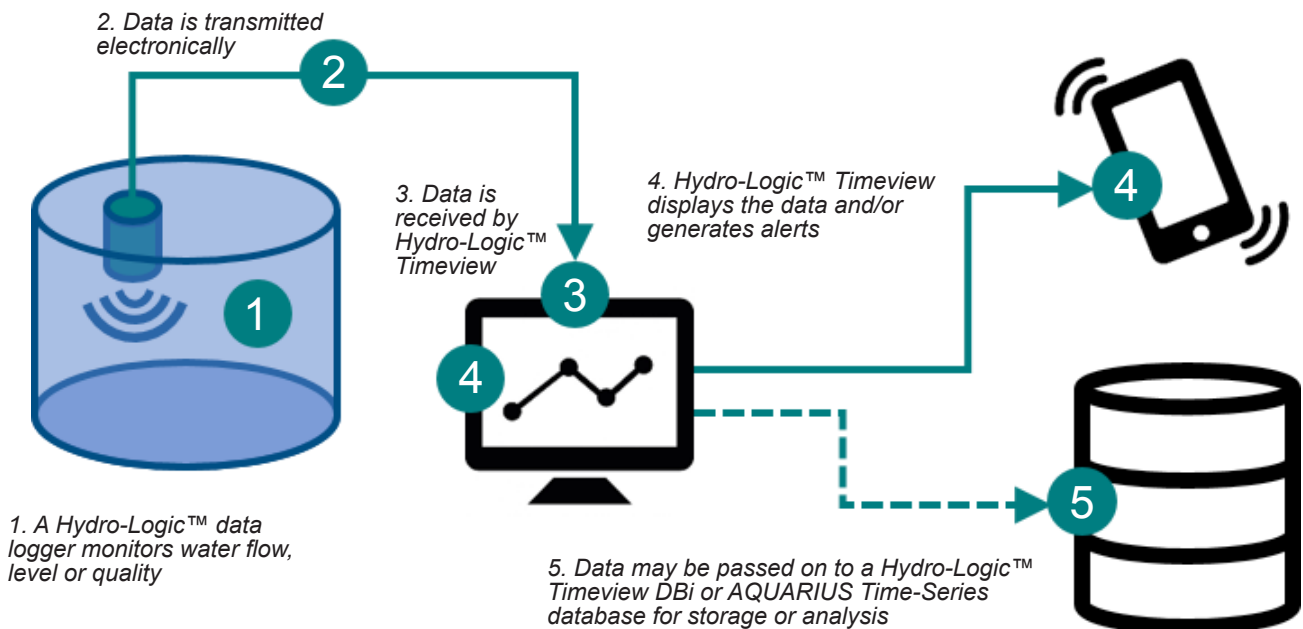 2. Data is transmitted
electronically
2
3. Data is
received by
Hydro-Logic™
Timeview
3
4. Hydro-Logic™ Timeview
displays the data and/or
generates alerts
4
1
4
5
1. A Hydro-Logic™ data
logger monitors water flow,
level or quality
5. Data may be passed on to a Hydro-Logic™
Timeview DBi or AQUARIUS Time-Series
database for storage or analysis